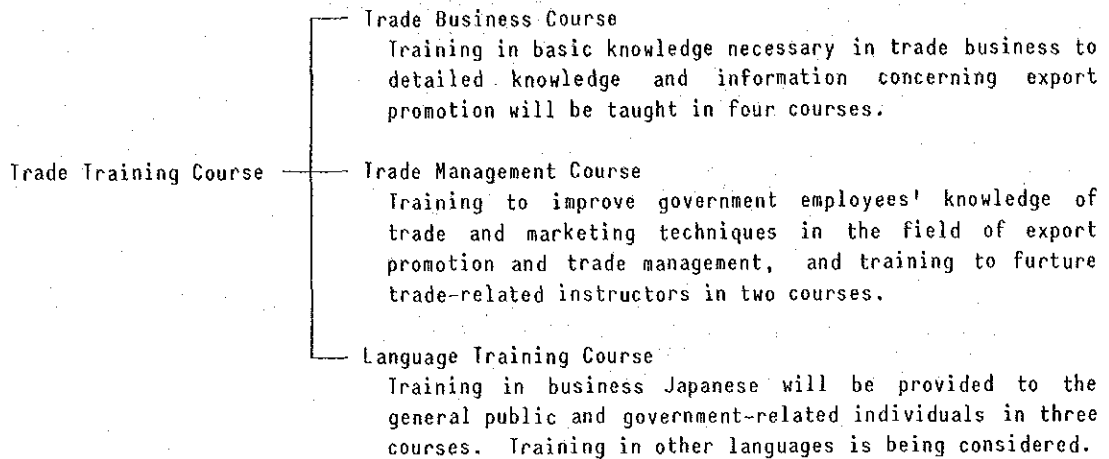 Trade Business Course
Training in basic knowledge necessary in trade business to
detailed knowledge and information concerning export
promotion will be taught in four courses.
Trade Training Course
Trade Management Course
Training to improve government employees' knowledge of
trade and marketing techniques in the field of export
promotion and trade management, and training to furture
trade-related instructors in two courses.
Language Training Course
Training in business Japanese will be provided to the
general public and government-related individuals in three
courses. Training in other languages is being considered.